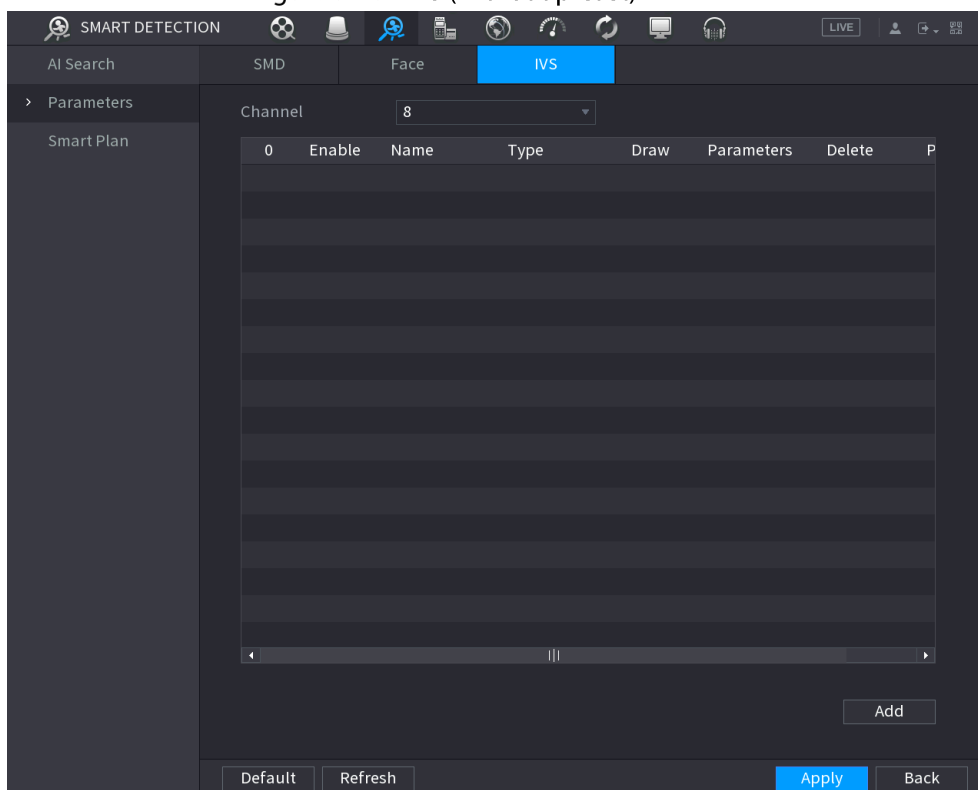 SMART DETECTION LIVE
AI Search SMD Face IVS
Parameters Channel 8
Smart Plan
0 Enable Name Type Draw Parameters Delete P
Add
Default Refresh Apply Back